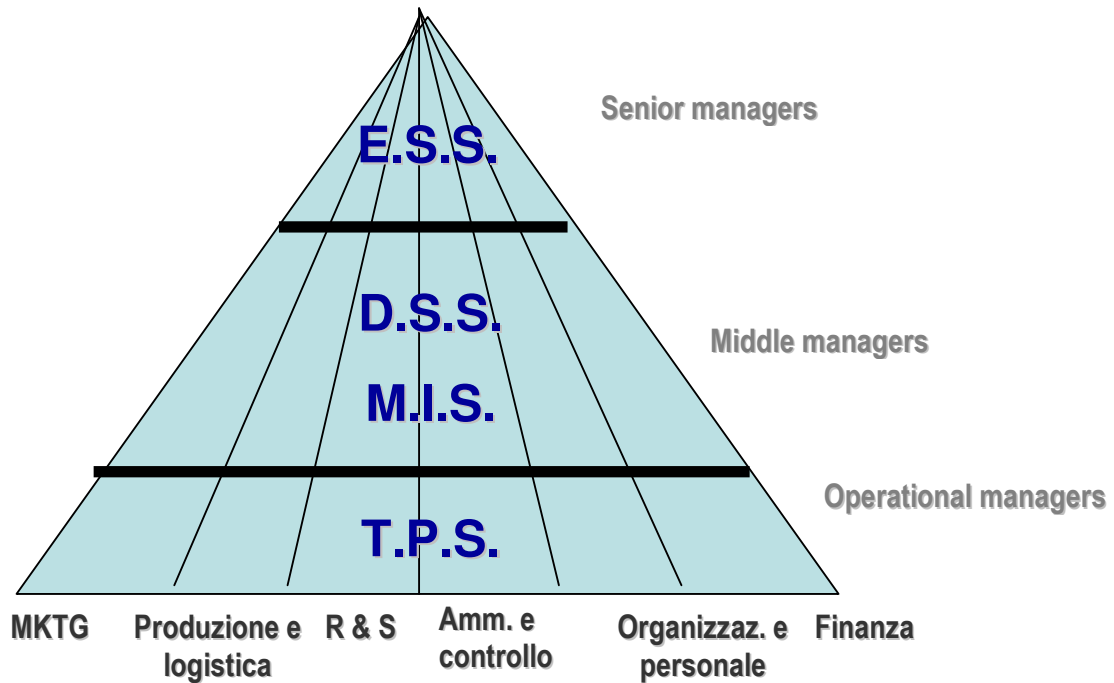 Senior managers
E.S.S.
D.S.S.
Middle managers
M.I.S.
Operational managers
T.P.S.
MKTG
Produzione e
logistica
R & S
Amm. e
controllo
Organizzaz. e
personale
Finanza